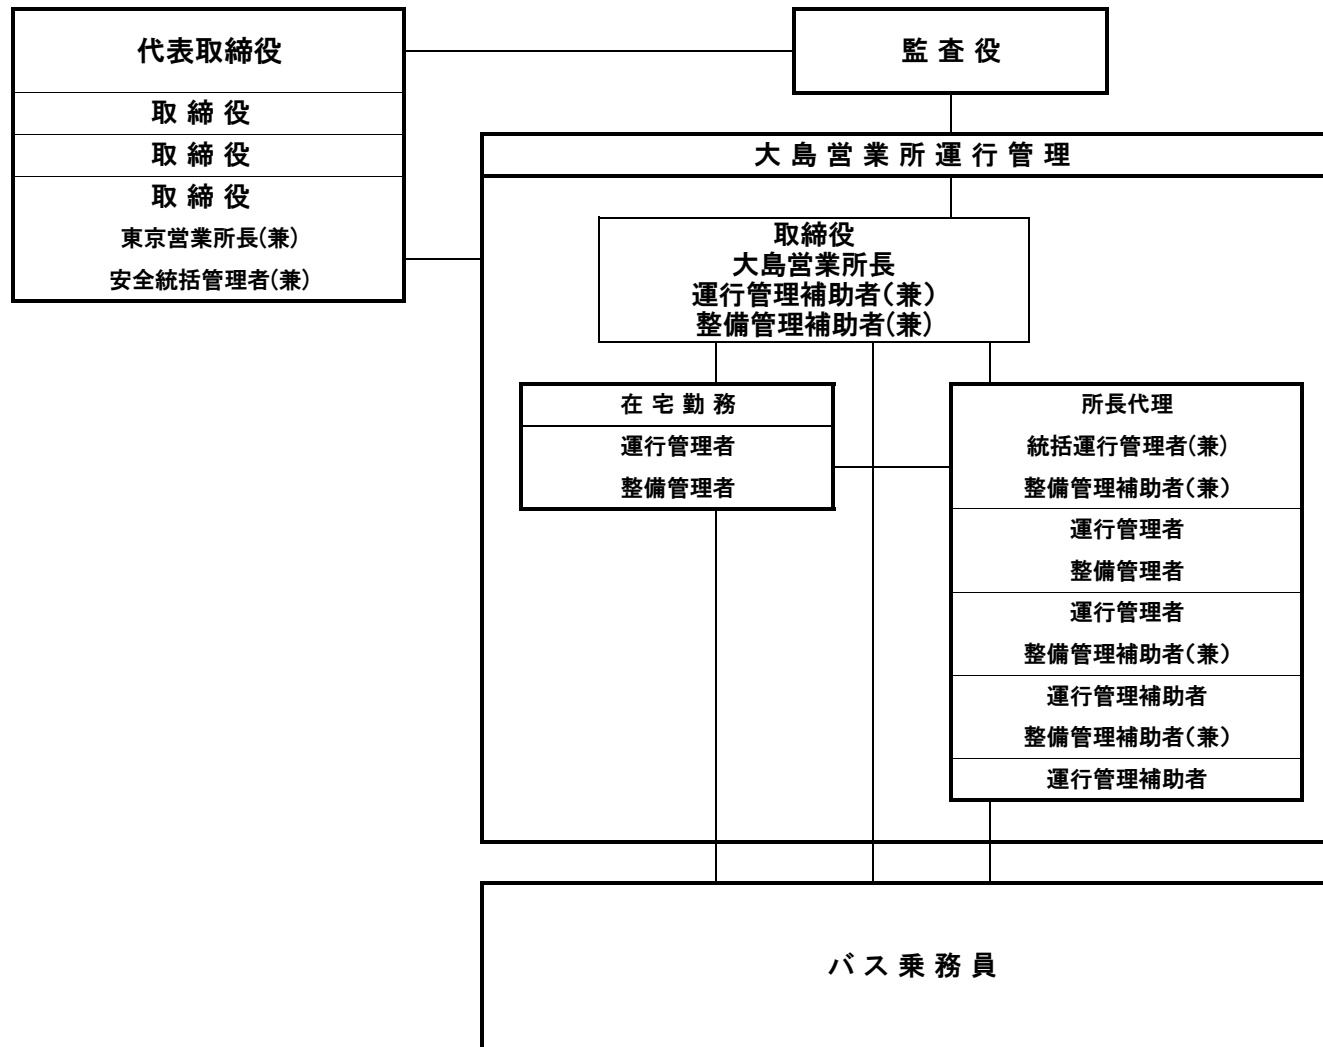 代表取締役
取 締 役
取 締 役
取 締 役
東京営業所長(兼)
安全統括管理者(兼)
監 査 役
大 島 営 業 所 運 行 管 理
取締役
大島営業所長
運行管理補助者（兼）
整備管理補助者(兼)
在 宅 勤 務
運行管理者
整備管理者
所長代理
統括運行管理者(兼)
整備管理補助者（兼）
運行管理者
整備管理者
運行管理者
整備管理補助者（兼）
運行管理補助者
整備管理補助者（兼）
運行管理補助者
バ ス 乗 務 員